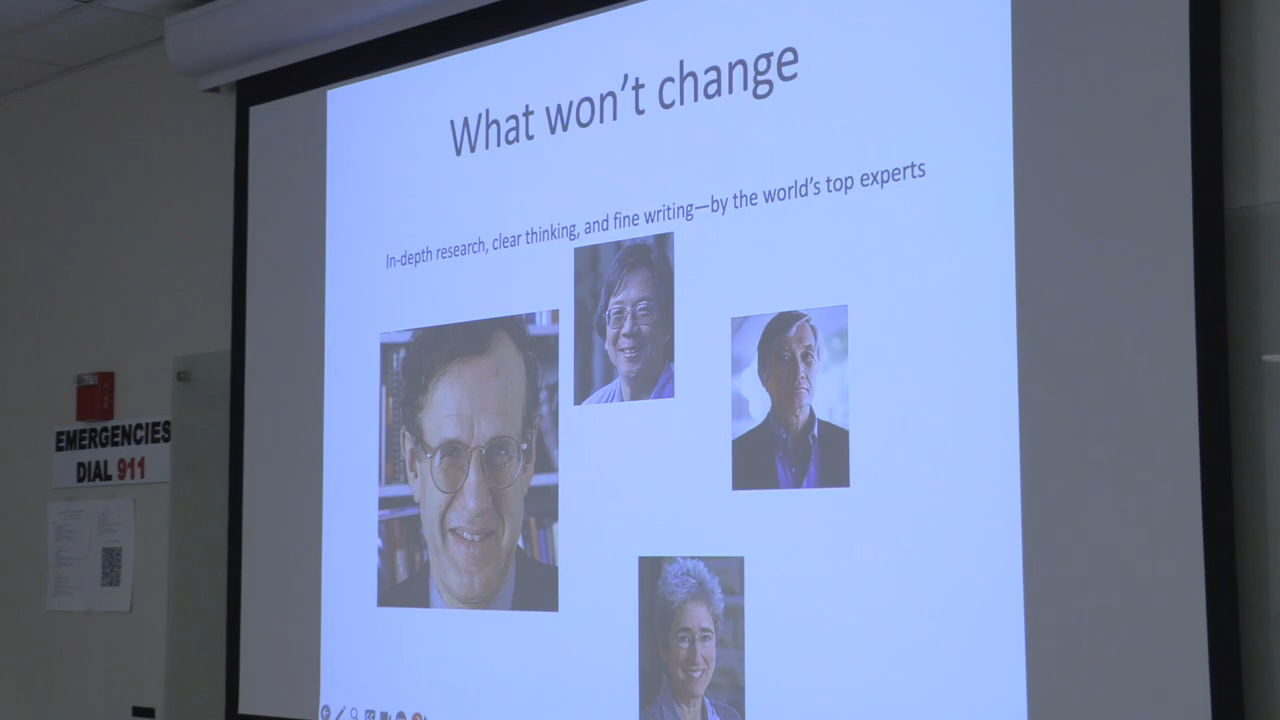 What won’t change
In-depth research, clear thinking, and fine writing—by the world’s top experts
EMERGENCIES
DIAL 911